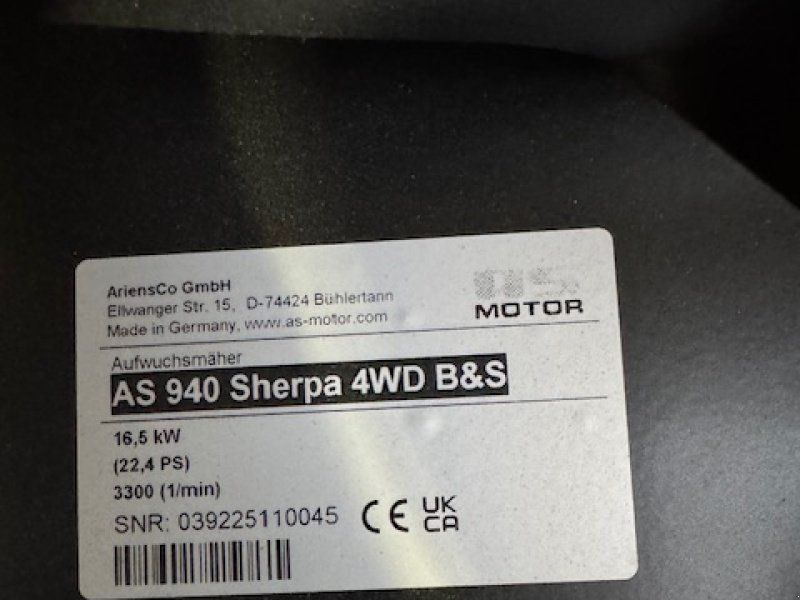 AriensCo GmbH
Ellwanger Str. 15, D-74424 Bühlertann
Made in Germany, www.as-motor.com
MOTOR
Aufwuchsmäher
AS 940 Sherpa 4WD B&S
16,5 kW
(22,4 PS)
3300 (1/min)
SNR: 039225110045
CE UK
CA